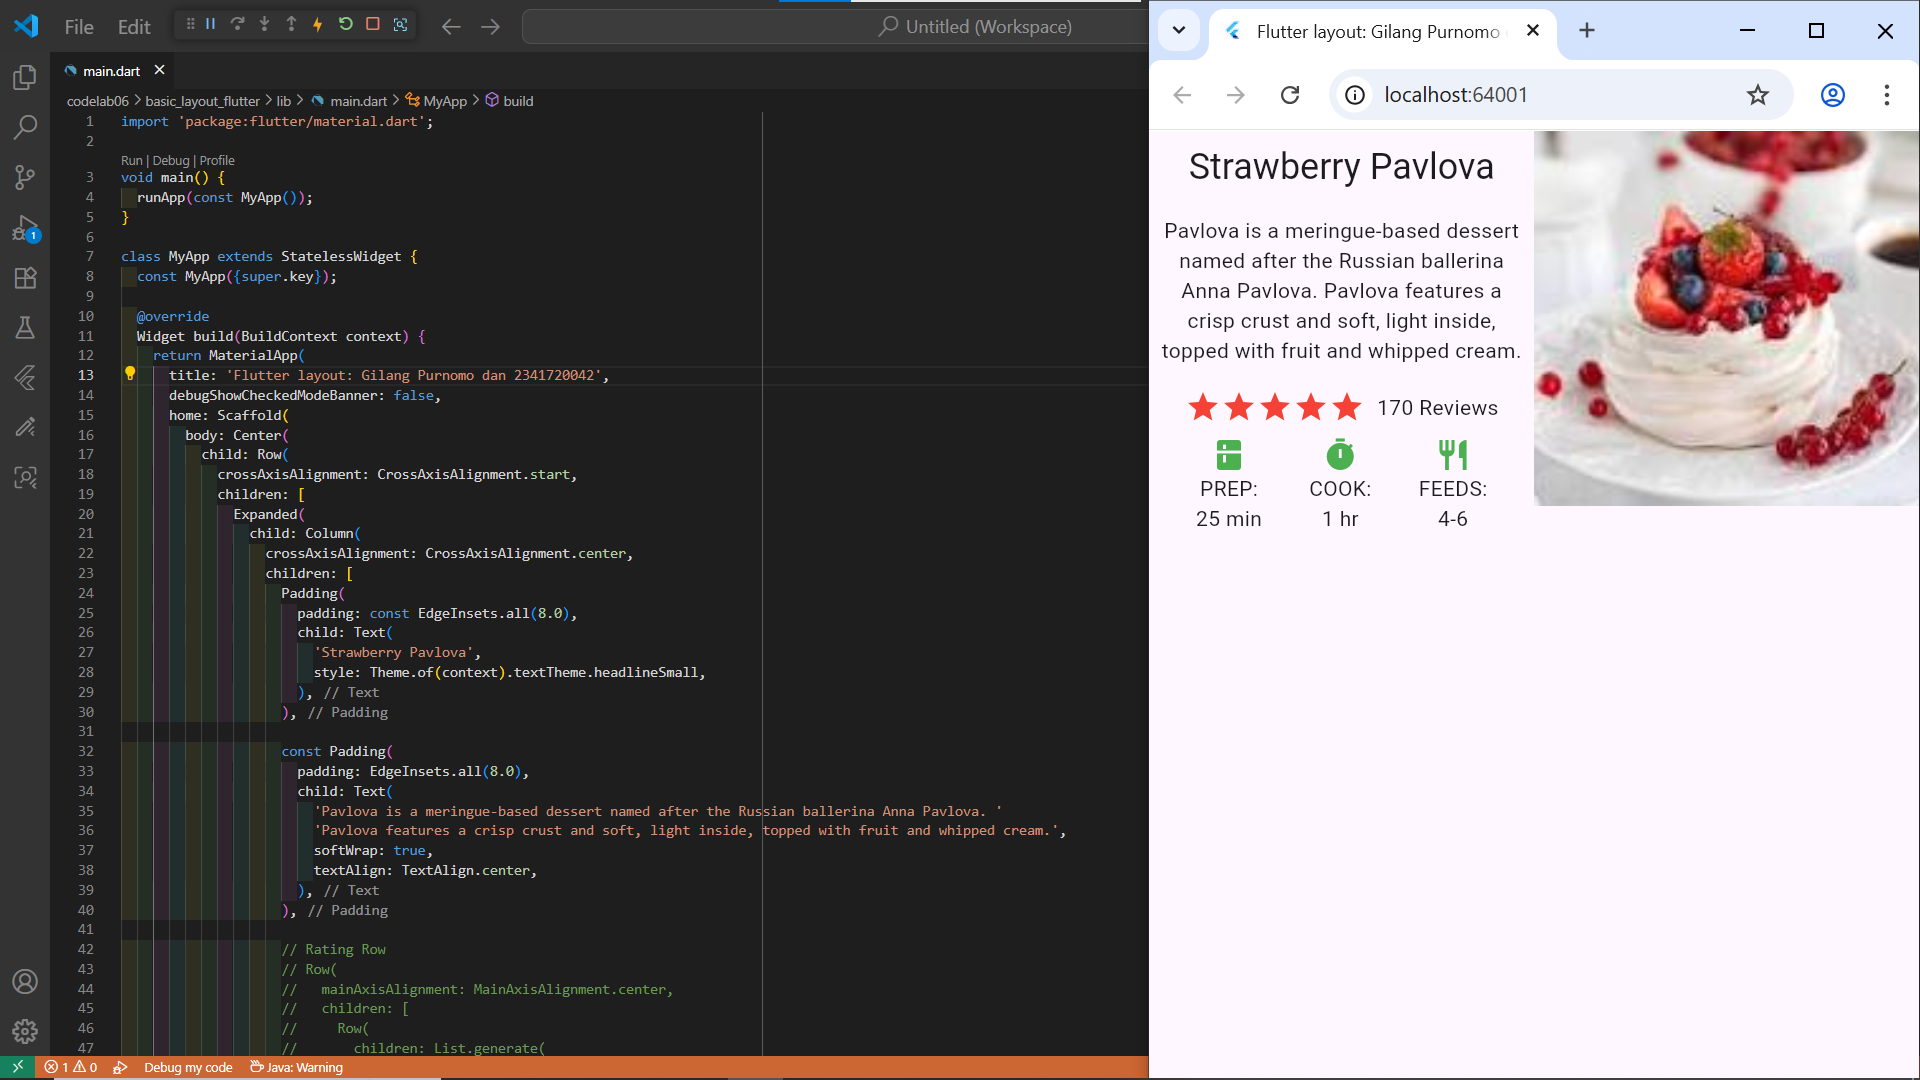 File Edit
Untitled (Workspace)
main.dart
codelab06 > basic_layout_flutter > lib > main.dart > MyApp > build
1 import 'package:flutter/material.dart';
2
Run | Debug | Profile
3 void main() {
4 runApp(const MyApp());
5 }
6
7 class MyApp extends StatelessWidget {
8 const MyApp({super.key});
9
10 @override
11 Widget build(BuildContext context) {
12 return MaterialApp(
13 title: 'Flutter layout: Gilang Purnomo dan 2341720042',
14 debugShowCheckedModeBanner: false,
15 home: Scaffold(
16 body: Center(
17 child: Row(
18 crossAxisAlignment: CrossAxisAlignment.start,
19 children: [
20 Expanded(
21 child: Column(
22 crossAxisAlignment: CrossAxisAlignment.center,
23 children: [
24 Padding(
25 padding: const EdgeInsets.all(8.0),
26 child: Text(
27 'Strawberry Pavlova',
28 style: Theme.of(context).textTheme.headlineSmall,
29 ), // Text
30 ), // Padding
31
32 const Padding(
33 padding: EdgeInsets.all(8.0),
34 child: Text(
35 'Pavlova is a meringue-based dessert named after the Russian ballerina Anna Pavlova. '
36 'Pavlova features a crisp crust and soft, light inside, topped with fruit and whipped cream.',
37 softWrap: true,
38 textAlign: TextAlign.center,
39 ), // Text
40 ), // Padding
41
42 // Rating Row
43 // Row(
44 // mainAxisAlignment: MainAxisAlignment.center,
45 // children: [
46 // Row(
47 // children: List.generate(
1
1 0 Debug my code Java: Warning
Flutter layout: Gilang Purnomo
localhost:64001
Strawberry Pavlova
Pavlova is a meringue-based dessert
named after the Russian ballerina
Anna Pavlova. Pavlova features a
crisp crust and soft, light inside,
topped with fruit and whipped cream.
170 Reviews
PREP: COOK: FEEDS:
25 min 1 hr 4-6